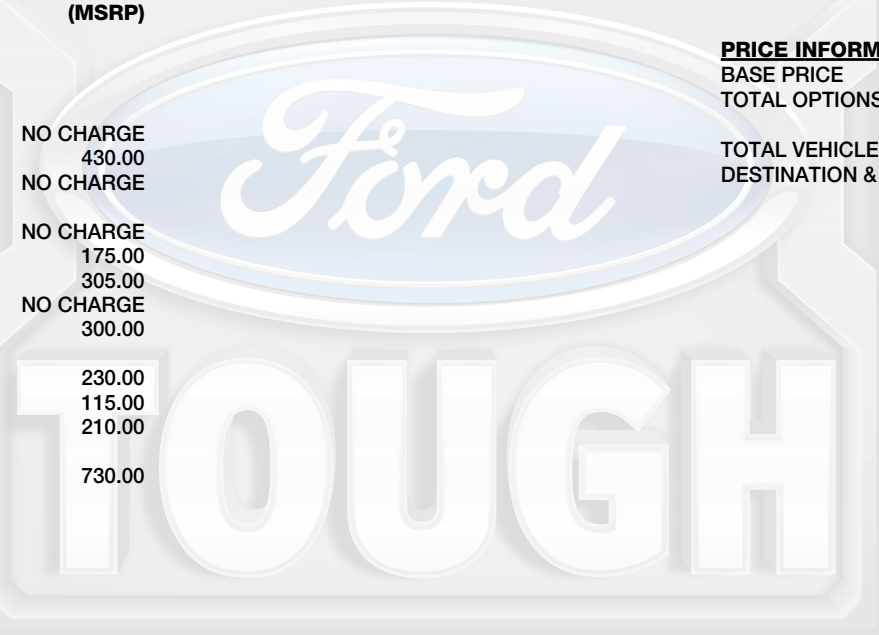 (MSRP)
NO CHARGE
430.00
NO CHARGE
NO CHARGE
175.00
305.00
NO CHARGE
300.00
230.00
115.00
210.00
730.00
PRICE INFORM
BASE PRICE
TOTAL OPTIONS
TOTAL VEHICLE
DESTINATION &
Ford
TOUGH